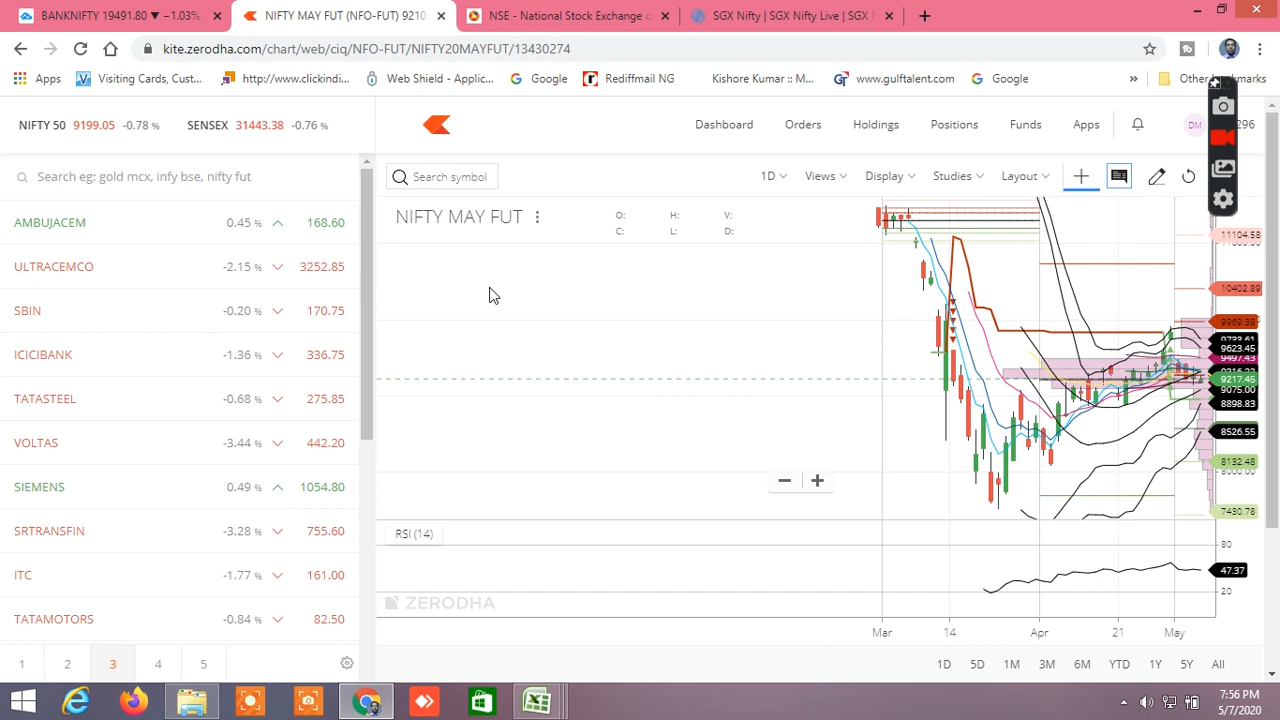 BANKNIFTY 19491.80 ▼ −1.03%
NIFTY MAY FUT (NFO-FUT) 9210.
NSE - National Stock Exchange o
SGX Nifty | SGX Nifty Live | SGX
kite.zerodha.com/chart/web/ciq/NFO-FUT/NIFTY20MAYFUT/13430274
Apps
Visiting Cards, Cust...
http://www.clickindi...
Web Shield - Applic...
Google
Rediffmail NG
Kishore Kumar :: M...
www.gulftalent.com
Google
»
Other bookmarks
NIFTY 50 9199.05 -0.78 %
SENSEX 31443.38 -0.76 %
Dashboard
Orders
Holdings
Positions
Funds
Apps
DM
296
Search eg: gold mcx, infy bse, nifty fut
Search symbol
1D
Views
Display
Studies
Layout
AMBUJACEM 0.45 % 168.60
ULTRACEMCO -2.15 % 3252.85
SBIN -0.20 % 170.75
ICICIBANK -1.36 % 336.75
TATASTEEL -0.68 % 275.85
VOLTAS -3.44 % 442.20
SIEMENS 0.49 % 1054.80
SRTRANSFIN -3.28 % 755.60
ITC -1.77 % 161.00
TATAMOTORS -0.84 % 82.50
1 2 3 4 5
NIFTY MAY FUT
O: H: V:
C: L: D:
11104.58
10402.89
9969.38
9623.45
9497.43
9217.45
9075.00
8898.83
8526.55
8132.48
8000.00
7430.78
RSI (14)
80
47.37
20
ZERODHA
Mar 14 Apr 21 May
1D 5D 1M 3M 6M YTD 1Y 5Y All
7:56 PM
5/7/2020